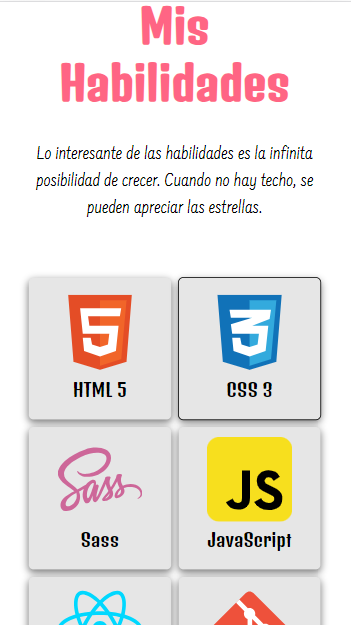 Mis
Habilidades
Lo interesante de las habilidades es la infinita
posibilidad de crecer. Cuando no hay techo, se
pueden apreciar las estrellas.
5
3
HTML 5
CSS 3
Sass
JS
Sass
JavaScript